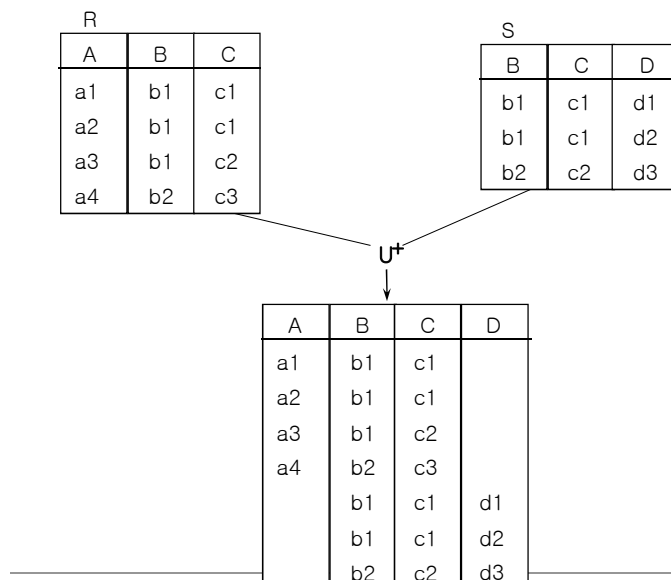 R
A B C
a1 b1 c1
a2 b1 c1
a3 b1 c2
a4 b2 c3
S
B C D
b1 c1 d1
b1 c1 d2
b2 c2 d3
U+
A B C D
a1 b1 c1
a2 b1 c1
a3 b1 c2
a4 b2 c3
b1 c1 d1
b1 c1 d2
b2 c2 d3